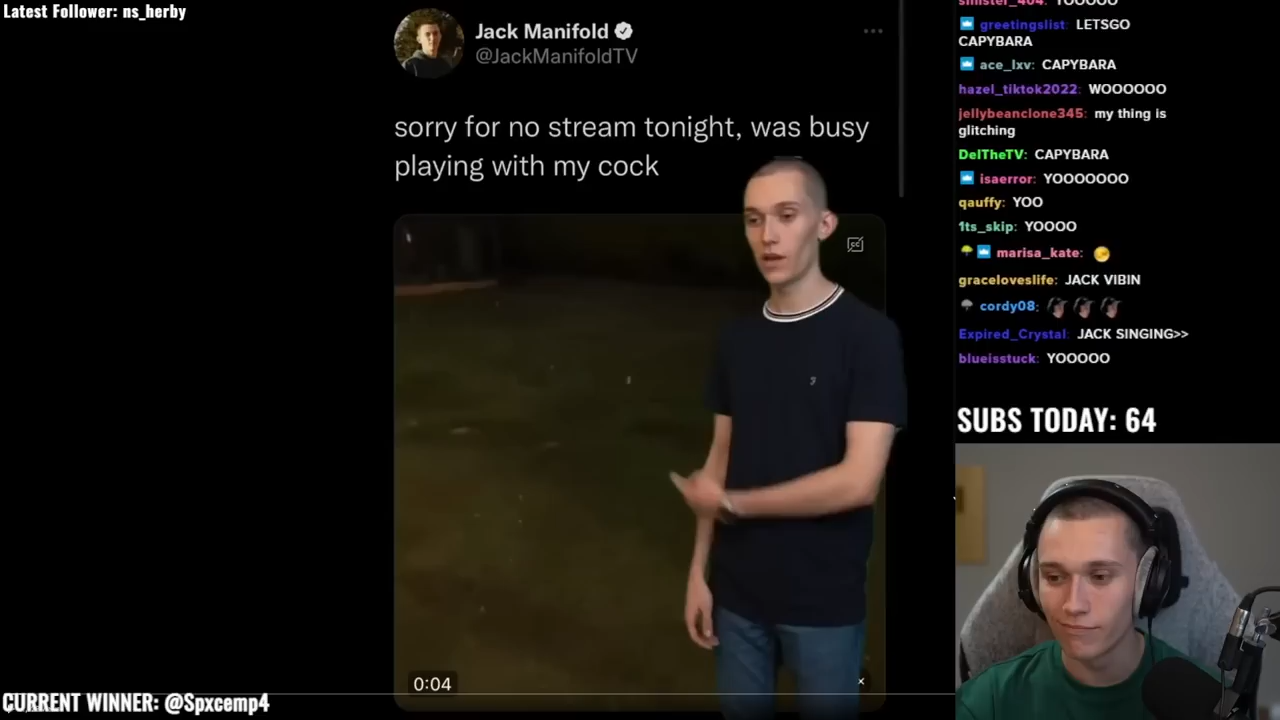 Latest Follower: ns_herby
Jack Manifold
@JackManifoldTV
sorry for no stream tonight, was busy
playing with my cock
0:04
CURRENT WINNER: @Spxcemp4
sinister_404: YOOOOO
greetingslist: LETSGO
CAPYBARA
ace_lxv: CAPYBARA
hazel_tiktok2022: WOOOOOO
jellybeanclone345: my thing is
glitching
DelTheTV: CAPYBARA
isaerror: YOOOOOOO
qauffy: YOO
1ts_skip: YOOOO
marisa_kate:
graceloveslife: JACK VIBIN
cordy08:
Expired_Crystal: JACK SINGING>>
blueisstuck: YOOOOO
SUBS TODAY: 64